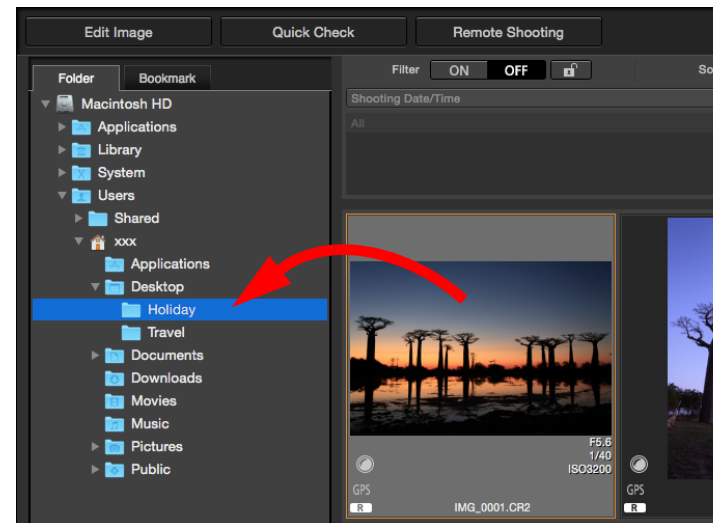 Edit Image
Quick Check
Remote Shooting
Folder
Bookmark
Filter
ON
OFF
So
Macintosh HD
Applications
Library
System
Users
Shared
xxx
Applications
Desktop
Holiday
Travel
Documents
Downloads
Movies
Music
Pictures
Public
Shooting Date/Time
All
F5.6
1/40
ISO3200
GPS
R
IMG_0001.CR2
GPS
R